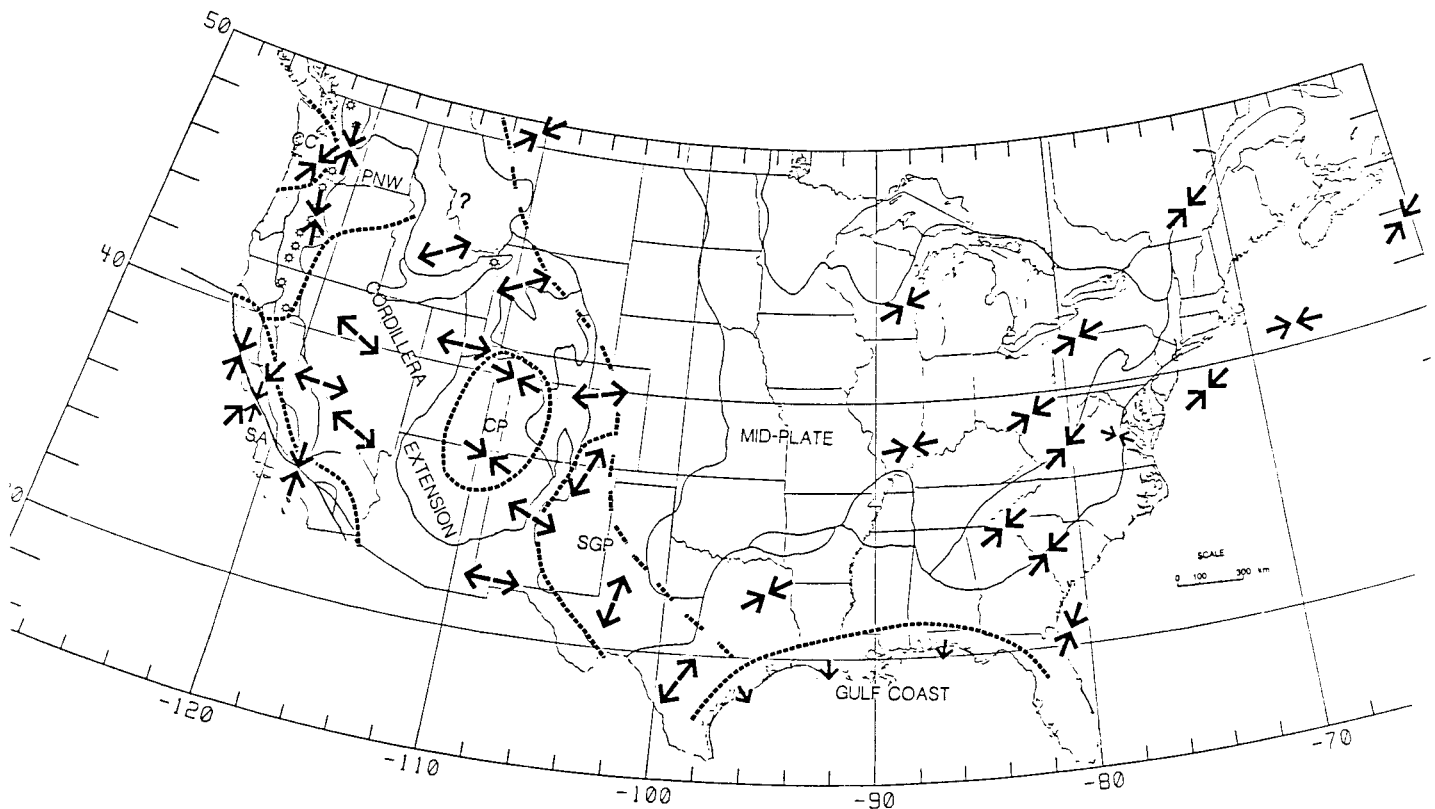 50
CC
PNW
?
40
CORDILLERA
EXTENSION
CP
SA
MID-PLATE
SGP
SCALE
0 100 300 km
GULF COAST
-120
-110
-100
-90
-80
-70